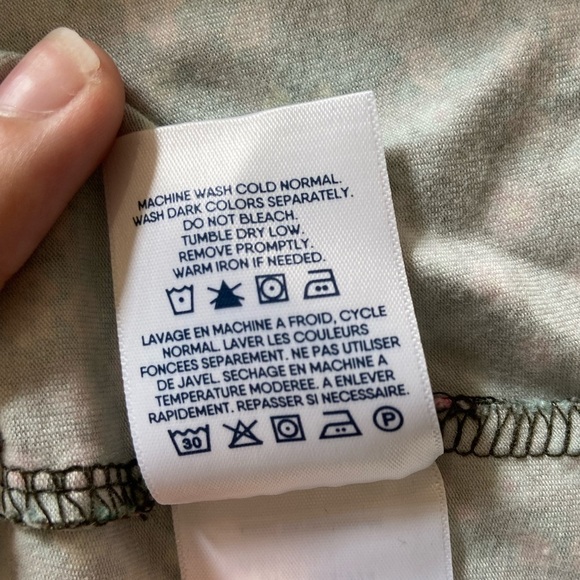 MACHINE WASH COLD NORMAL.
WASH DARK COLORS SEPARATELY.
DO NOT BLEACH.
TUMBLE DRY LOW.
REMOVE PROMPTLY.
WARM IRON IF NEEDED.
LAVAGE EN MACHINE A FROID, CYCLE
NORMAL. LAVER LES COULEURS
FONCEES SEPAREMENT. NE PAS UTILISER
DE JAVEL. SECHAGE EN MACHINE A
TEMPERATURE MODEREE. A ENLEVER
RAPIDEMENT. REPASSER SI NECESSAIRE.
30 P